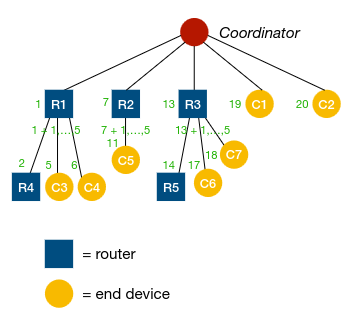 Coordinator
1 R1
7 R2
13 R3
19 C1
20 C2
1 + 1,...,5
7 + 1,...,5
13 + 1,...,5
11
C5
18 C7
2
5
6
14
17
R4
C3
C4
R5
C6
= router
= end device